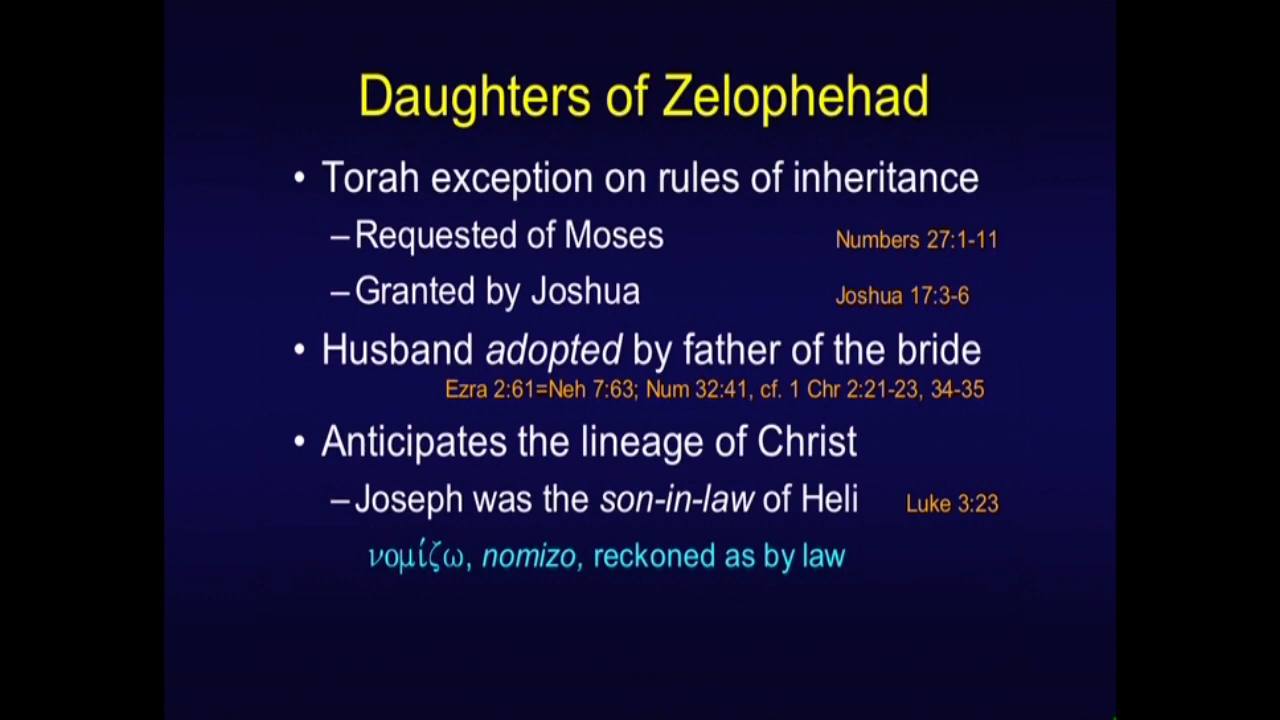 Daughters of Zelophehad
• Torah exception on rules of inheritance
–Requested of Moses Numbers 27:1-11
–Granted by Joshua Joshua 17:3-6
• Husband adopted by father of the bride
Ezra 2:61=Neh 7:63; Num 32:41, cf. 1 Chr 2:21-23, 34-35
• Anticipates the lineage of Christ
–Joseph was the son-in-law of Heli Luke 3:23
νομίζω, nomizo, reckoned as by law